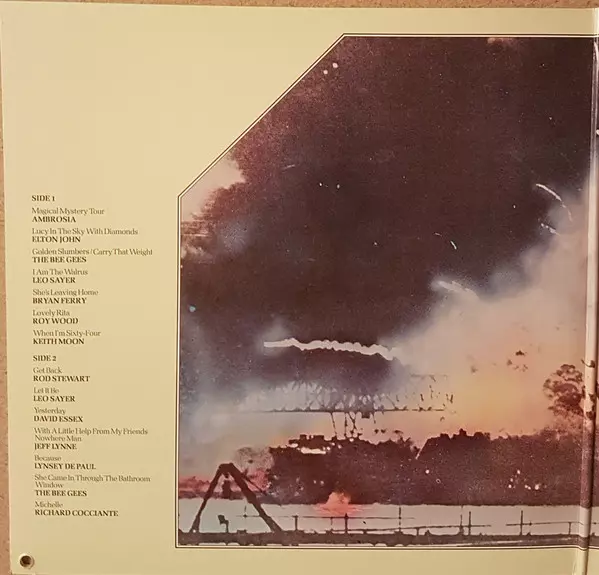 SIDE 1
Magical Mystery Tour
AMBROSIA
Lucy In The Sky With Diamonds
ELTON JOHN
Golden Slumbers/Carry That Weight
THE BEE GEES
I Am The Walrus
LEO SAYER
She's Leaving Home
BRYAN FERRY
Lovely Rita
ROY WOOD
When I'm Sixty-Four
KEITH MOON
SIDE 2
Get Back
ROD STEWART
Let It Be
LEO SAYER
Yesterday
DAVID ESSEX
With A Little Help From My Friends
Nowhere Man
JEFF LYNNE
Because
LYNSEY DE PAUL
She Came In Through The Bathroom
Window
THE BEE GEES
Michelle
RICHARD COCCIANTE